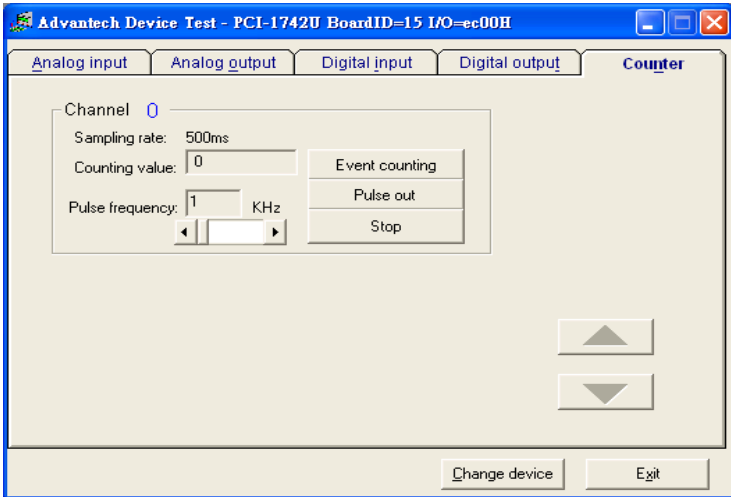 Advantech Device Test - PCI-1742U BoardID=15 I/O=ec00H
Analog input Analog output Digital input Digital output Counter
Channel 0
Sampling rate: 500ms
Counting value: 0
Event counting
Pulse out
Pulse frequency: 1 KHz
Stop
Change device Exit